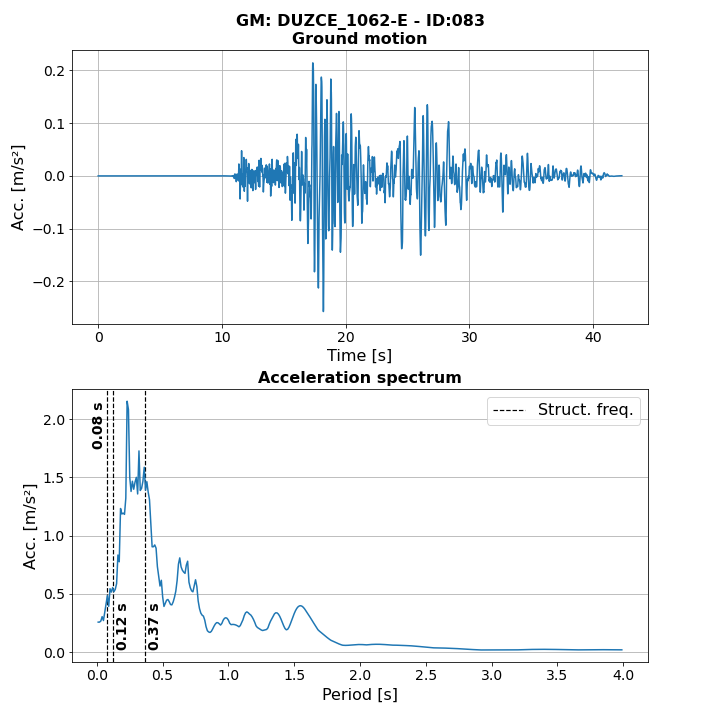 GM: DUZCE_1062-E - ID:083
Ground motion
0.2
0.1
0.0
−0.1
−0.2
Acc. [m/s²]
0 10 20 30 40
Time [s]
Acceleration spectrum
2.0
1.5
1.0
0.5
0.0
Acc. [m/s²]
0.08 s
0.12 s
0.37 s
Struct. freq.
0.0 0.5 1.0 1.5 2.0 2.5 3.0 3.5 4.0
Period [s]